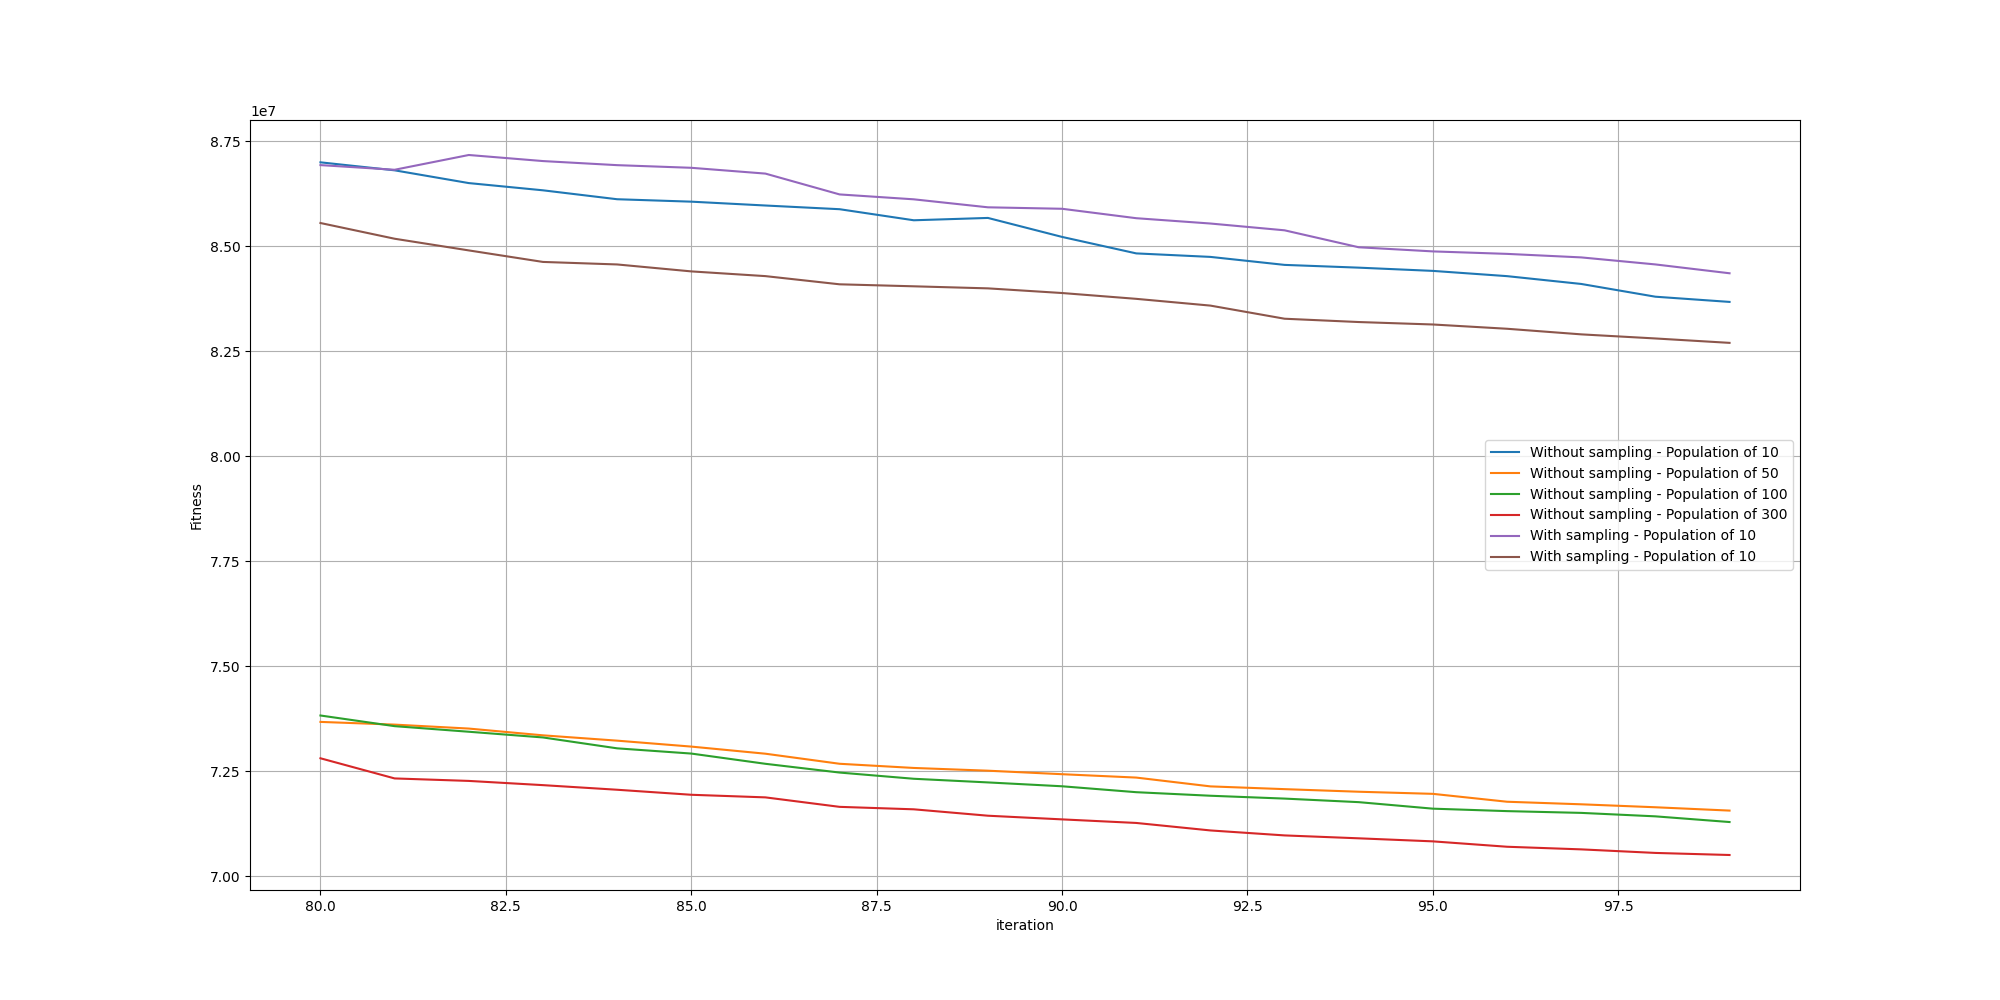 1e7
8.75
8.50
8.25
8.00
7.75
7.50
7.25
7.00
Fitness
Without sampling - Population of 10
Without sampling - Population of 50
Without sampling - Population of 100
Without sampling - Population of 300
With sampling - Population of 10
With sampling - Population of 10
80.0 82.5 85.0 87.5 90.0 92.5 95.0 97.5
iteration